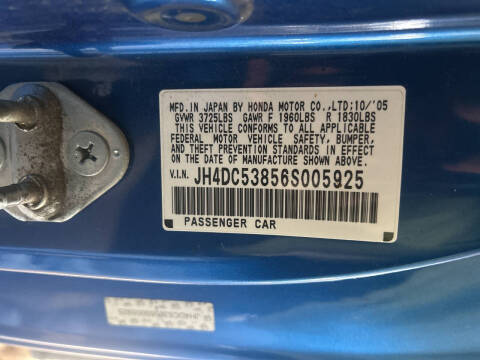 MFD. IN JAPAN BY HONDA MOTOR CO.,LTD:10/'05
GVWR 3725LBS GAWR F 1960LBS R 1830LBS
THIS VEHICLE CONFORMS TO ALL APPLICABLE
FEDERAL MOTOR VEHICLE SAFETY, BUMPER,
AND THEFT PREVENTION STANDARDS IN EFFECT
ON THE DATE OF MANUFACTURE SHOWN ABOVE.
V.I.N. JH4DC53856S005925
PASSENGER CAR
JH4DC53856S005925